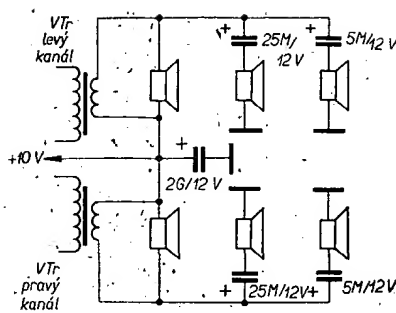 VTr
levý
kanál
+
25M/
12 V
+
5M/12 V
+10 V
+
2G/12 V
VTr
pravý
kanál
+
25M/12V
+
5M/12V